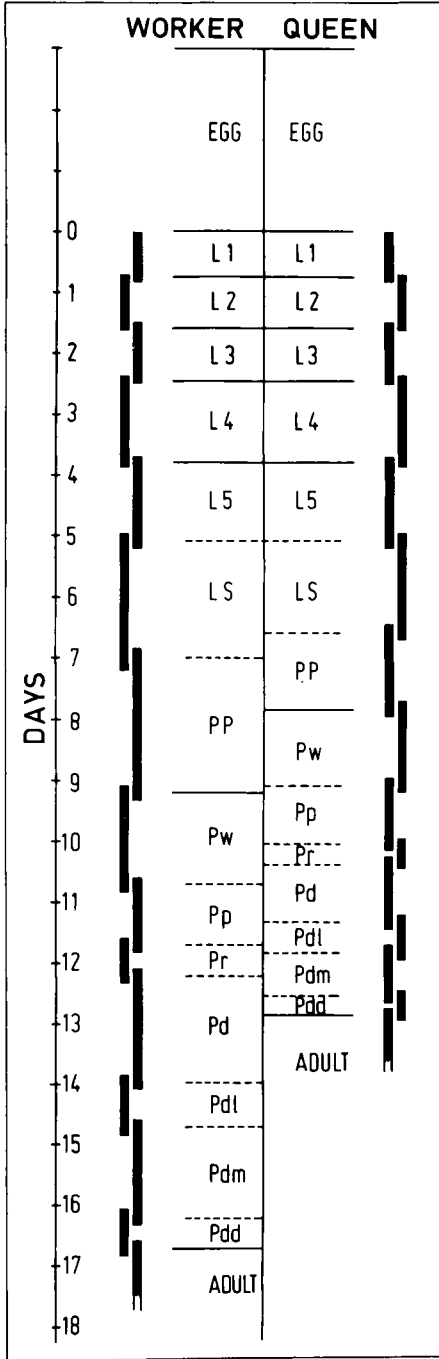 WORKER QUEEN
EGG EGG
0
L1 L1
1
L2 L2
2
L3 L3
3
L4 L4
4
L5 L5
5
6
LS LS
7
PP
DAYS
8
PP
Pw
9
Pp
10
Pw
Pr
Pd
11
Pp
Pdl
12
Pr
Pdm
Pdd
13
Pd
ADULT
14
Pdl
15
Pdm
16
Pdd
17
ADULT
18